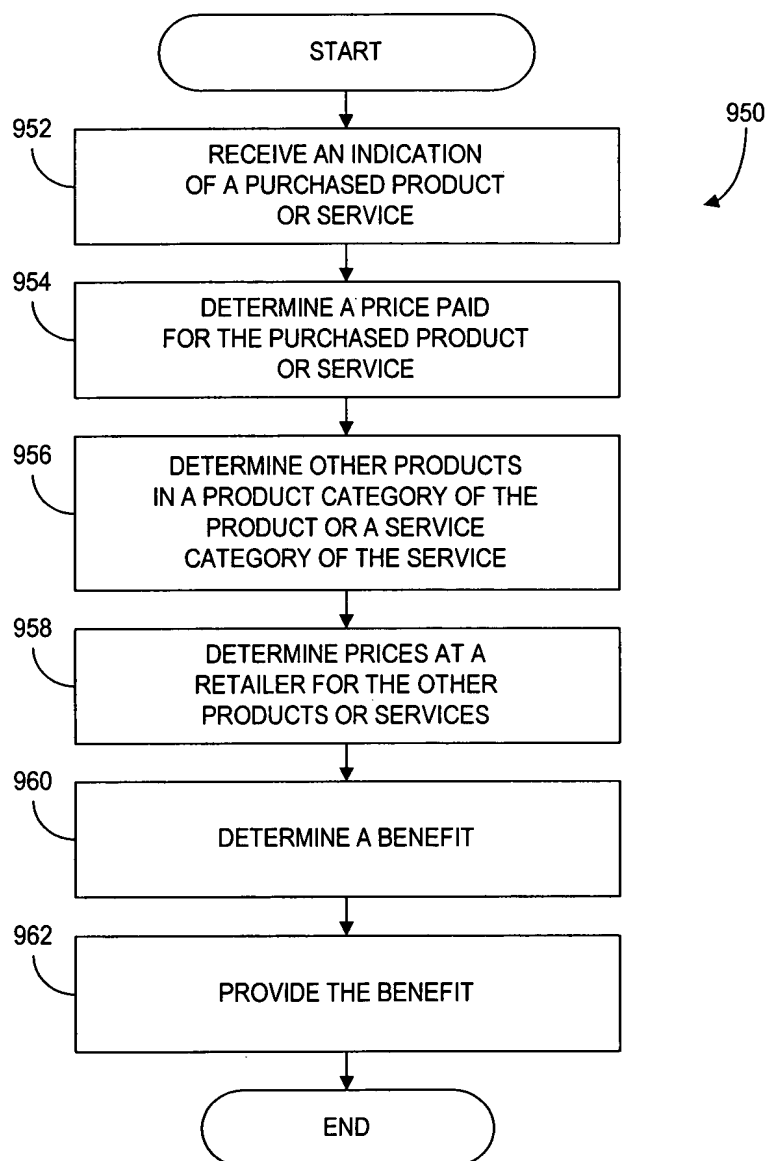 START
952
950
RECEIVE AN INDICATION
OF A PURCHASED PRODUCT
OR SERVICE
954
DETERMINE A PRICE PAID
FOR THE PURCHASED PRODUCT
OR SERVICE
956
DETERMINE OTHER PRODUCTS
IN A PRODUCT CATEGORY OF THE
PRODUCT OR A SERVICE
CATEGORY OF THE SERVICE
958
DETERMINE PRICES AT A
RETAILER FOR THE OTHER
PRODUCTS OR SERVICES
960
DETERMINE A BENEFIT
962
PROVIDE THE BENEFIT
END